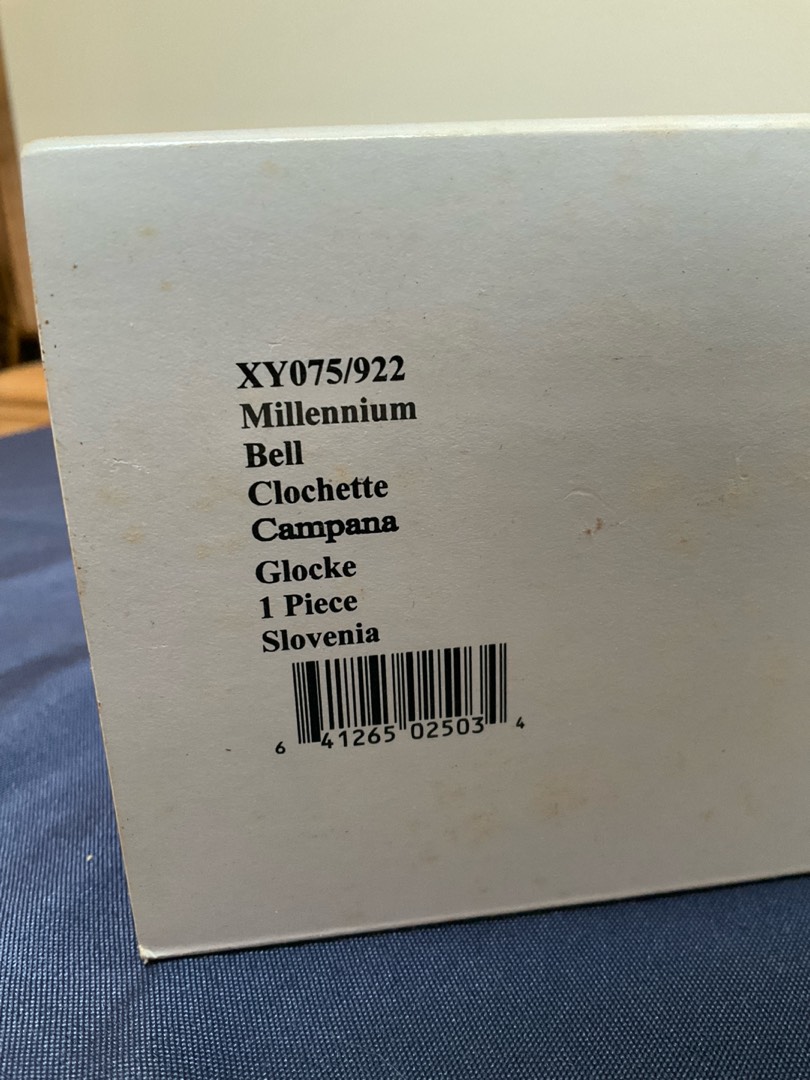 XY075/922
Millennium
Bell
Clochette
Campana
Glocke
1 Piece
Slovenia
6 41265 02503 4